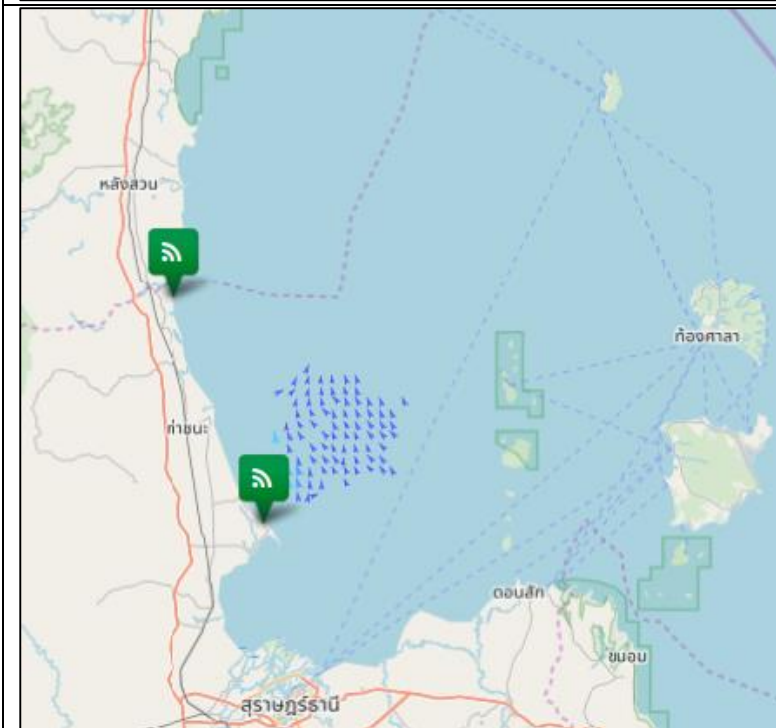 หลังสวน
ท้องศาลา
ท่าชนะ
ดอนสัก
ขนอม
สุราษฎร์ธานี